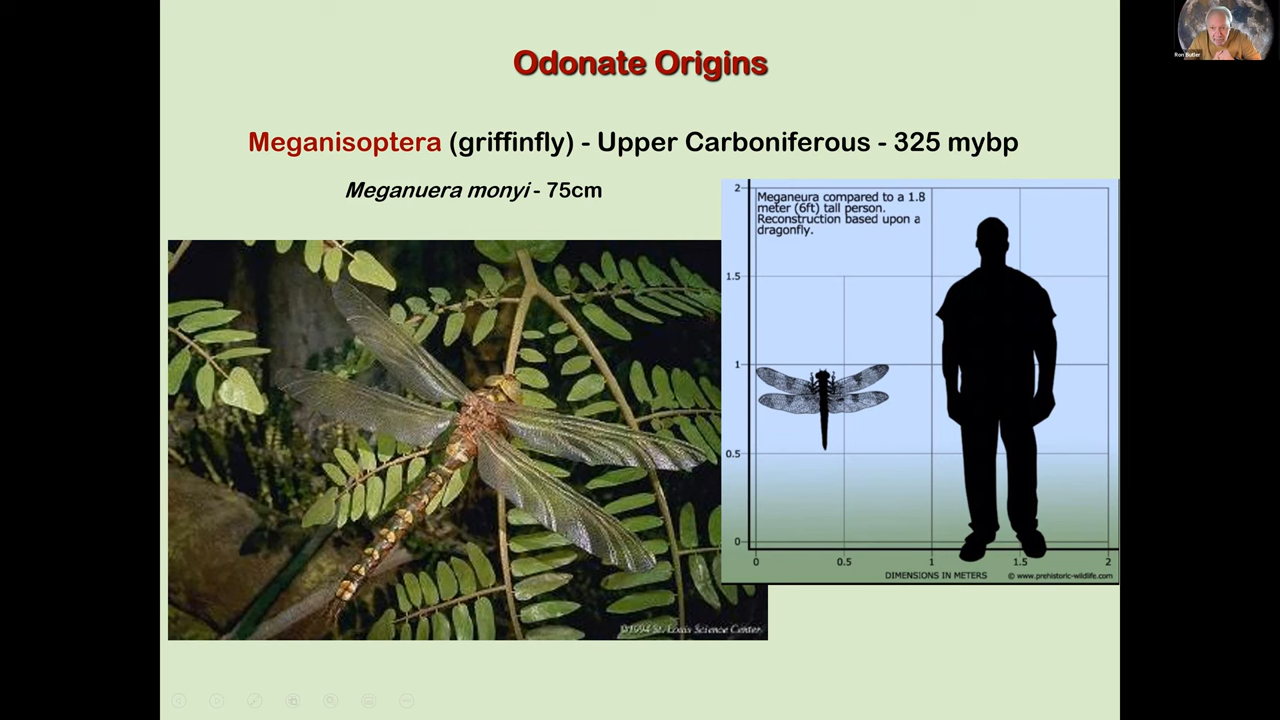 Odonate Origins
Meganisoptera (griffinfly) - Upper Carboniferous - 325 mybp
Meganuera monyi - 75cm
Meganeura compared to a 1.8
meter (6ft) tall person.
Reconstruction based upon a
dragonfly.
2
1.5
1
0.5
0
0 0.5 1 1.5 2
DIMENSIONS IN METERS © www.prehistoric-wildlife.com
©1994 St. Louis Science Center
Ron Butler